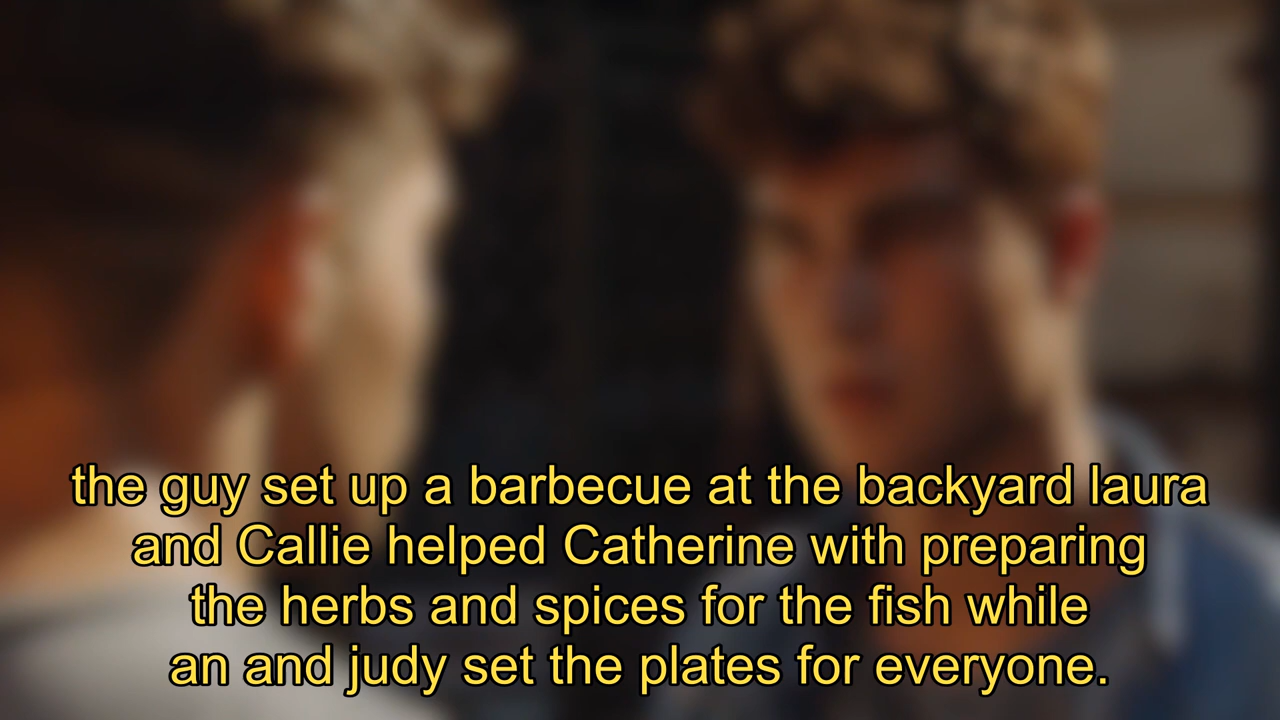 the guy set up a barbecue at the backyard laura
and Callie helped Catherine with preparing
the herbs and spices for the fish while
an and judy set the plates for everyone.